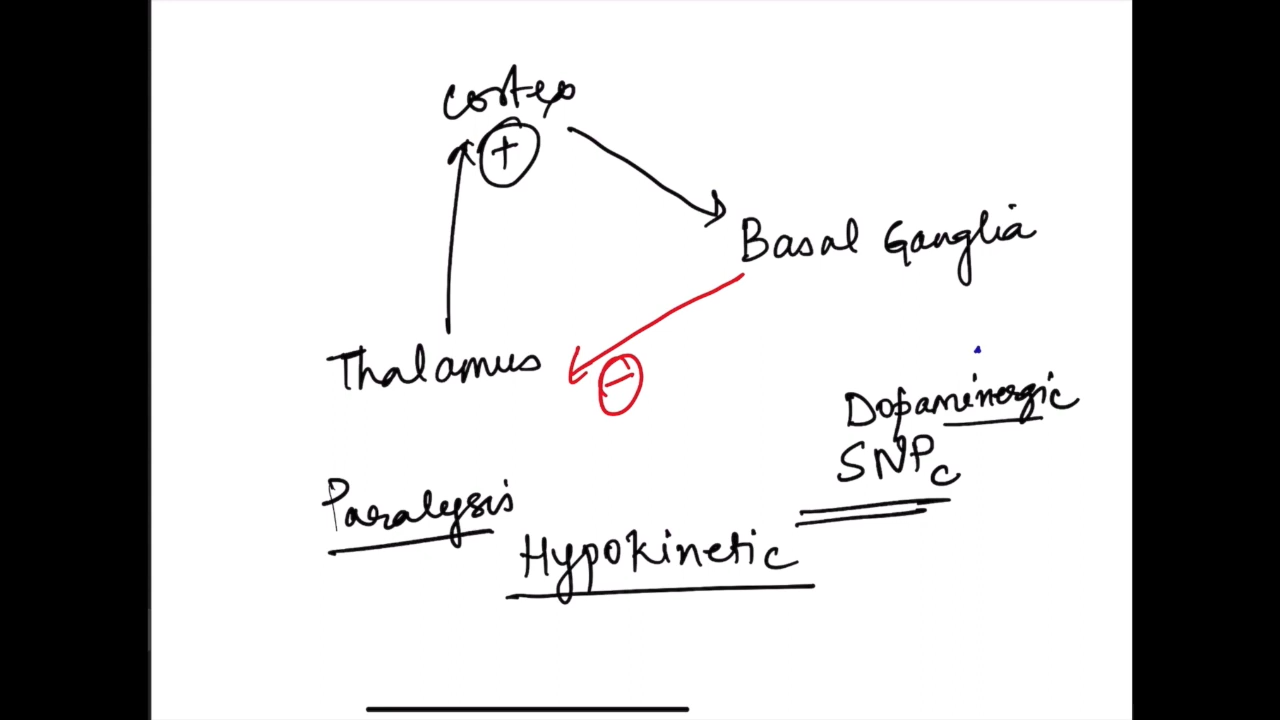 Cortex
+
Basal Ganglia
Thalamus
−
Dopaminergic
SNPc
Paralysis
Hypokinetic